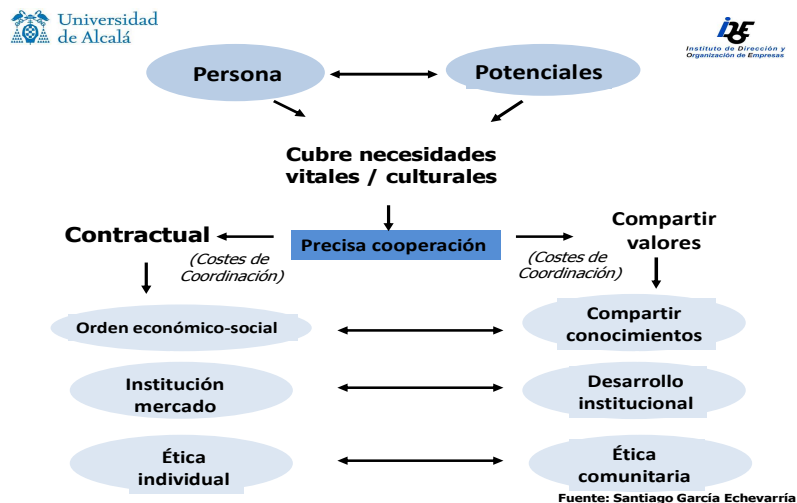 Universidad
de Alcalá
IDOE
Instituto de Dirección y
Organización de Empresas
Persona
Potenciales
Cubre necesidades
vitales / culturales
Contractual
Precisa cooperación
Compartir
valores
(Costes de
Coordinación)
(Costes de
Coordinación)
Orden económico-social
Compartir
conocimientos
Institución
mercado
Desarrollo
institucional
Ética
individual
Ética
comunitaria
Fuente: Santiago García Echevarría